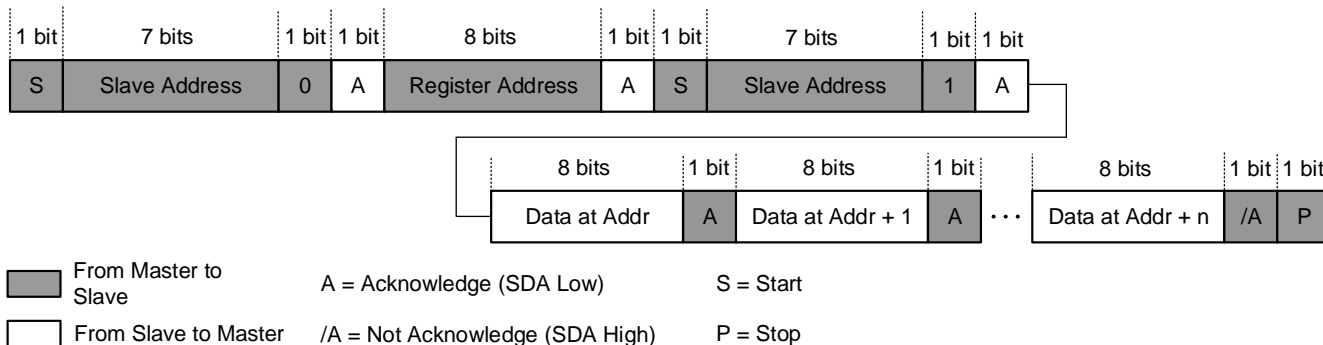 1 bit 7 bits 1 bit 1 bit 8 bits 1 bit 1 bit 7 bits 1 bit 1 bit
S Slave Address 0 A Register Address A S Slave Address 1 A
8 bits 1 bit 8 bits 1 bit 8 bits 1 bit 1 bit
Data at Addr A Data at Addr + 1 A ··· Data at Addr + n /A P
From Master to
Slave
A = Acknowledge (SDA Low) S = Start
From Slave to Master /A = Not Acknowledge (SDA High) P = Stop